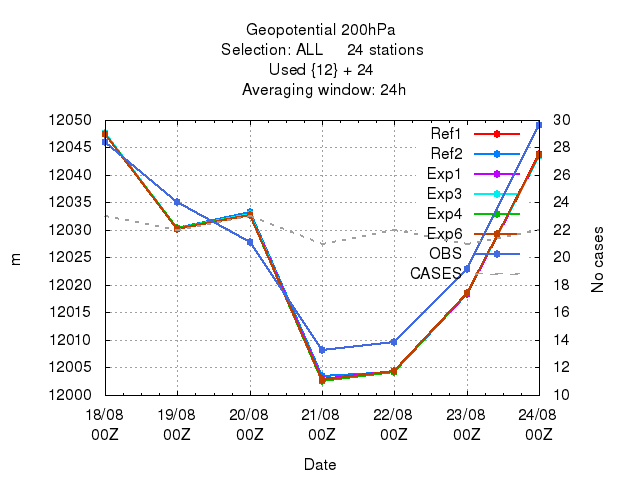 Geopotential 200hPa
Selection: ALL 24 stations
Used {12} + 24
Averaging window: 24h
12050
12045
12040
12035
12030
12025
12020
12015
12010
12005
12000
m
30
28
26
24
22
20
18
16
14
12
10
No cases
Ref1
Ref2
Exp1
Exp3
Exp4
Exp6
OBS
CASES
18/08 19/08 20/08 21/08 22/08 23/08 24/08
00Z 00Z 00Z 00Z 00Z 00Z 00Z
Date